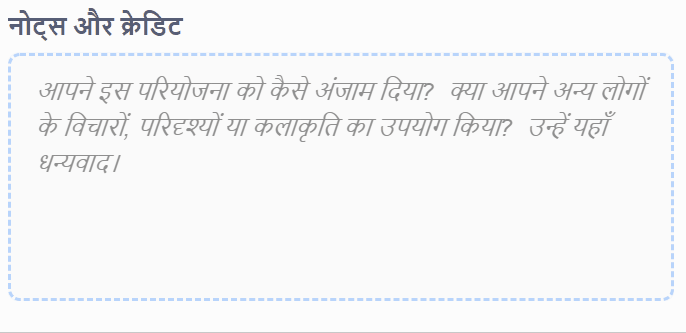 नोट्स और क्रेडिट
आपने इस परियोजना को कैसे अंजाम दिया? क्या आपने अन्य लोगों
के विचारों, परिदृश्यों या कलाकृति का उपयोग किया? उन्हें यहाँ
धन्यवाद।